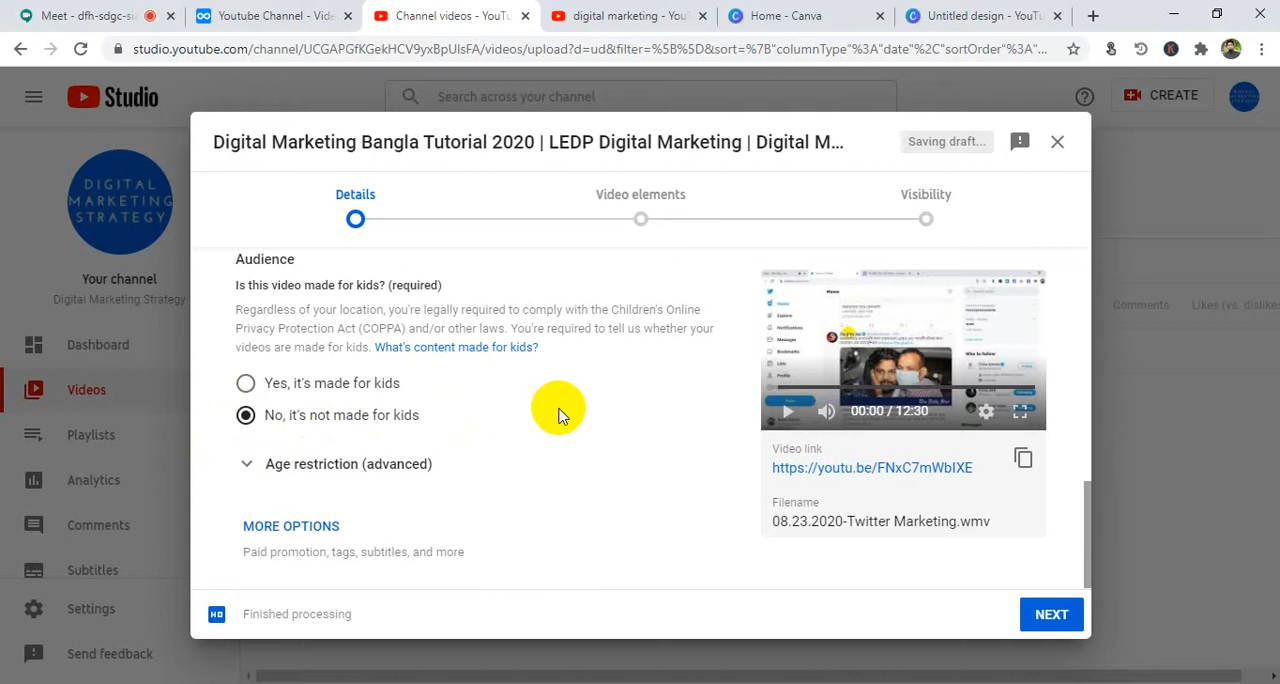 Meet - dfh-sdgc-su
Youtube Channel - Vide
Channel videos - YouTu
digital marketing - You
Home - Canva
Untitled design - YouTu
studio.youtube.com/channel/UCGAPGfKGekHCV9yxBpUIsFA/videos/upload?d=ud&filter=%5B%5D&sort=%7B"columnType"%3A"date"%2C"sortOrder"%3A"...
K
Studio
Search across your channel
CREATE
Digital Marketing Bangla Tutorial 2020 | LEDP Digital Marketing | Digital M...
Saving draft...
Details
Video elements
Visibility
DIGITAL
MARKETING
STRATEGY
Your channel
Digital Marketing Strategy
Dashboard
Videos
Playlists
Analytics
Comments
Subtitles
Settings
Send feedback
Audience
Is this video made for kids? (required)
Regardless of your location, you're legally required to comply with the Children's Online
Privacy Protection Act (COPPA) and/or other laws. You're required to tell us whether your
videos are made for kids. What's content made for kids?
Yes, it's made for kids
No, it's not made for kids
Age restriction (advanced)
MORE OPTIONS
Paid promotion, tags, subtitles, and more
00:00 / 12:30
Video link
https://youtu.be/FNxC7mWbIXE
Filename
08.23.2020-Twitter Marketing.wmv
Comments
Likes (vs. dislike
HD
Finished processing
NEXT